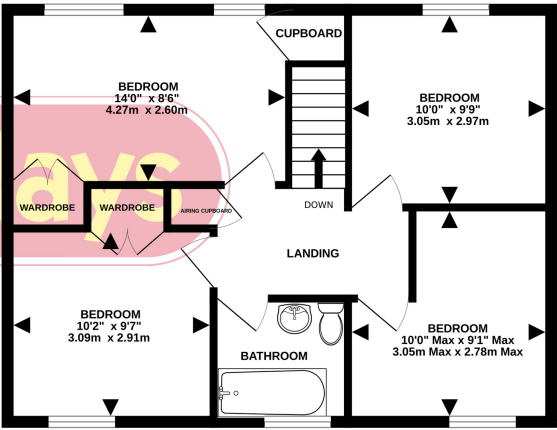 CUPBOARD
BEDROOM
14'0" x 8'6"
4.27m x 2.60m
BEDROOM
10'0" x 9'9"
3.05m x 2.97m
ays
WARDROBE
WARDROBE
AIRING CUPBOARD
DOWN
LANDING
BEDROOM
10'2" x 9'7"
3.09m x 2.91m
BATHROOM
BEDROOM
10'0" Max x 9'1" Max
3.05m Max x 2.78m Max